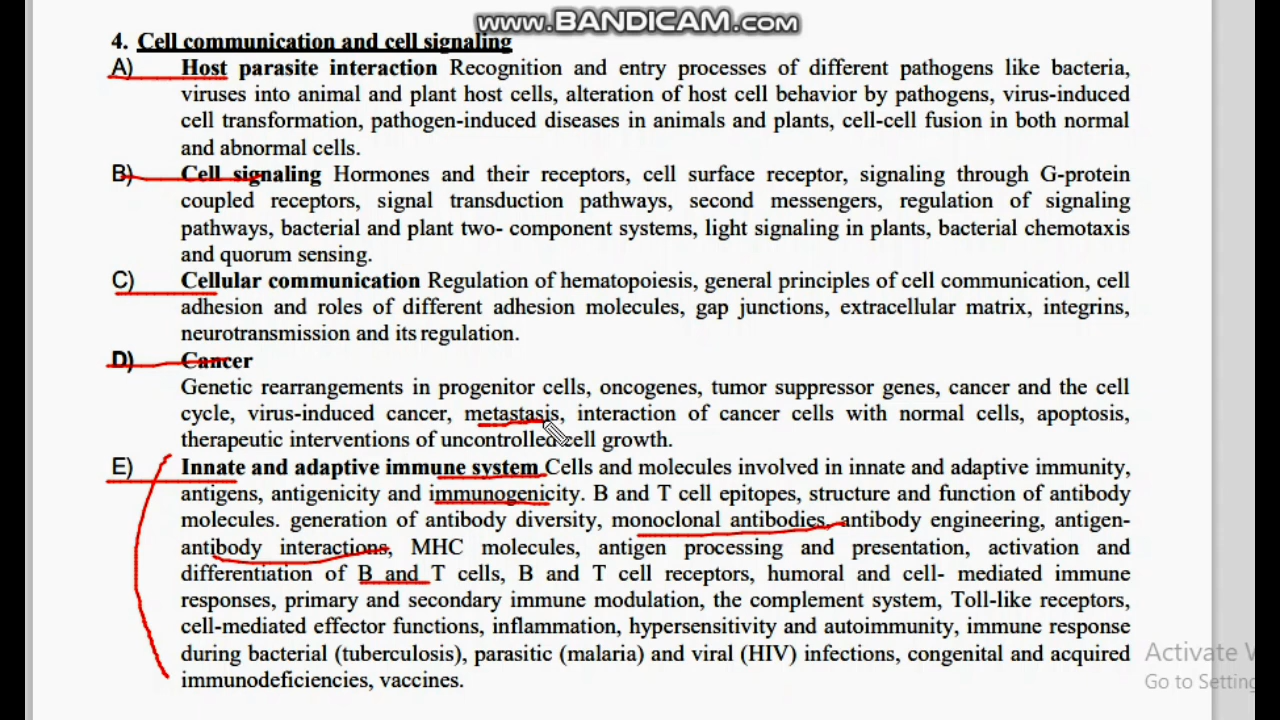 www.BANDICAM.com
4. Cell communication and cell signaling
A) Host parasite interaction Recognition and entry processes of different pathogens like bacteria,
viruses into animal and plant host cells, alteration of host cell behavior by pathogens, virus-induced
cell transformation, pathogen-induced diseases in animals and plants, cell-cell fusion in both normal
and abnormal cells.
B) Cell signaling Hormones and their receptors, cell surface receptor, signaling through G-protein
coupled receptors, signal transduction pathways, second messengers, regulation of signaling
pathways, bacterial and plant two- component systems, light signaling in plants, bacterial chemotaxis
and quorum sensing.
C) Cellular communication Regulation of hematopoiesis, general principles of cell communication, cell
adhesion and roles of different adhesion molecules, gap junctions, extracellular matrix, integrins,
neurotransmission and its regulation.
D) Cancer
Genetic rearrangements in progenitor cells, oncogenes, tumor suppressor genes, cancer and the cell
cycle, virus-induced cancer, metastasis, interaction of cancer cells with normal cells, apoptosis,
therapeutic interventions of uncontrolled cell growth.
E) Innate and adaptive immune system Cells and molecules involved in innate and adaptive immunity,
antigens, antigenicity and immunogenicity. B and T cell epitopes, structure and function of antibody
molecules. generation of antibody diversity, monoclonal antibodies, antibody engineering, antigen-
antibody interactions, MHC molecules, antigen processing and presentation, activation and
differentiation of B and T cells, B and T cell receptors, humoral and cell- mediated immune
responses, primary and secondary immune modulation, the complement system, Toll-like receptors,
cell-mediated effector functions, inflammation, hypersensitivity and autoimmunity, immune response
during bacterial (tuberculosis), parasitic (malaria) and viral (HIV) infections, congenital and acquired
immunodeficiencies, vaccines.
Activate
Go to Setting